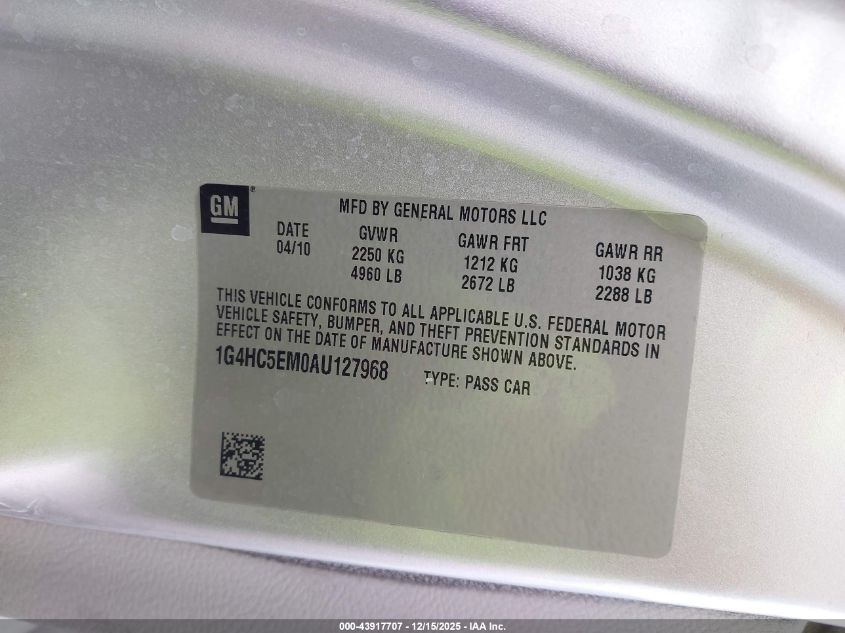 GM ®
MFD BY GENERAL MOTORS LLC
DATE GVWR GAWR FRT GAWR RR
04/10 2250 KG 1212 KG 1038 KG
4960 LB 2672 LB 2288 LB
THIS VEHICLE CONFORMS TO ALL APPLICABLE U.S. FEDERAL MOTOR
VEHICLE SAFETY, BUMPER, AND THEFT PREVENTION STANDARDS IN
EFFECT ON THE DATE OF MANUFACTURE SHOWN ABOVE.
1G4HC5EM0AU127968 TYPE: PASS CAR
000-43917707 - 12/15/2025 - IAA Inc.